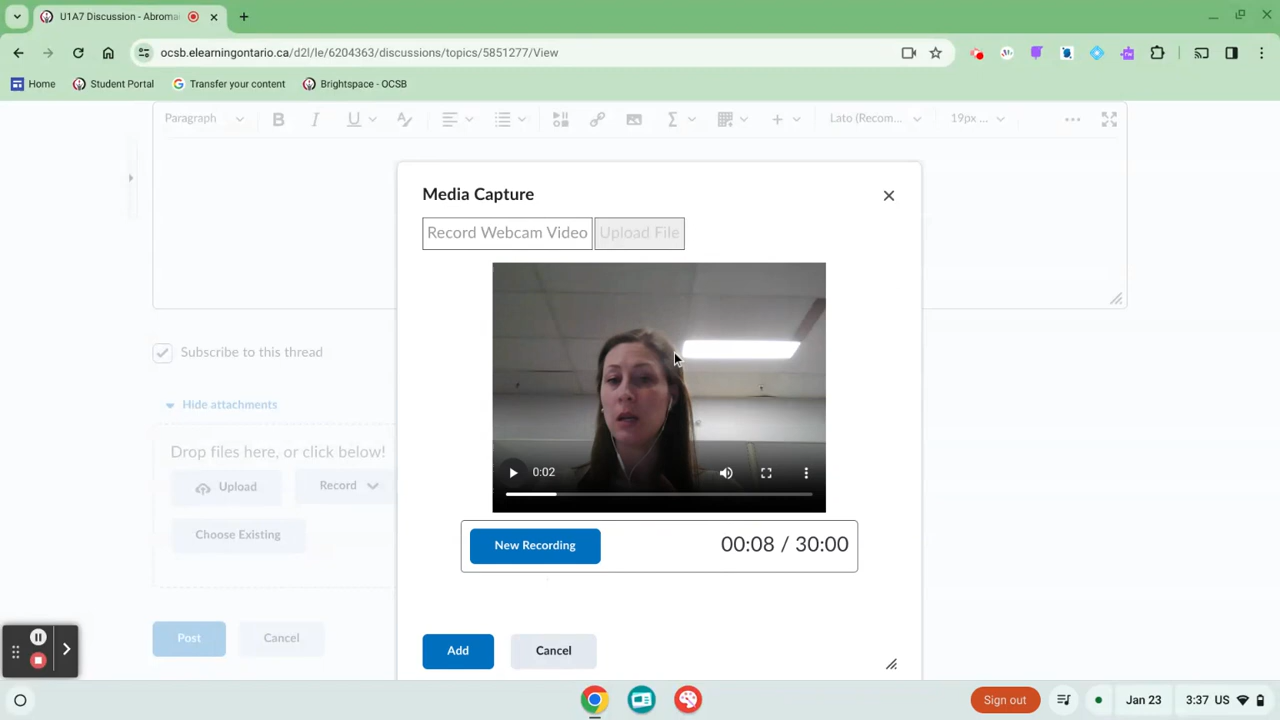 U1A7 Discussion - Abromai
ocsb.elearningontario.ca/d2l/le/6204363/discussions/topics/5851277/View
Home Student Portal Transfer your content Brightspace - OCSB
Paragraph Lato (Recom... 19px ...
Media Capture
Record Webcam Video Upload File
Subscribe to this thread
Hide attachments
Drop files here, or click below!
Upload Record
Choose Existing
0:02
New Recording 00:08 / 30:00
Post Cancel
Add Cancel
Sign out Jan 23 3:37 US